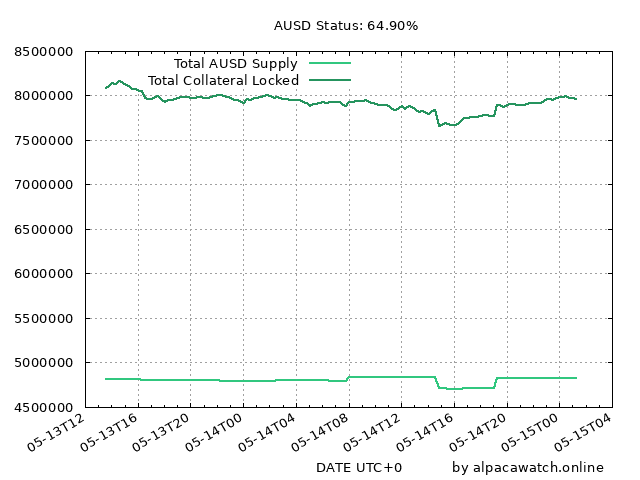 AUSD Status: 64.90%
Total AUSD Supply
Total Collateral Locked
8500000
8000000
7500000
7000000
6500000
6000000
5500000
5000000
4500000
05-13T12
05-13T16
05-13T20
05-14T00
05-14T04
05-14T08
05-14T12
05-14T16
05-14T20
05-15T00
05-15T04
DATE UTC+0
by alpacawatch.online